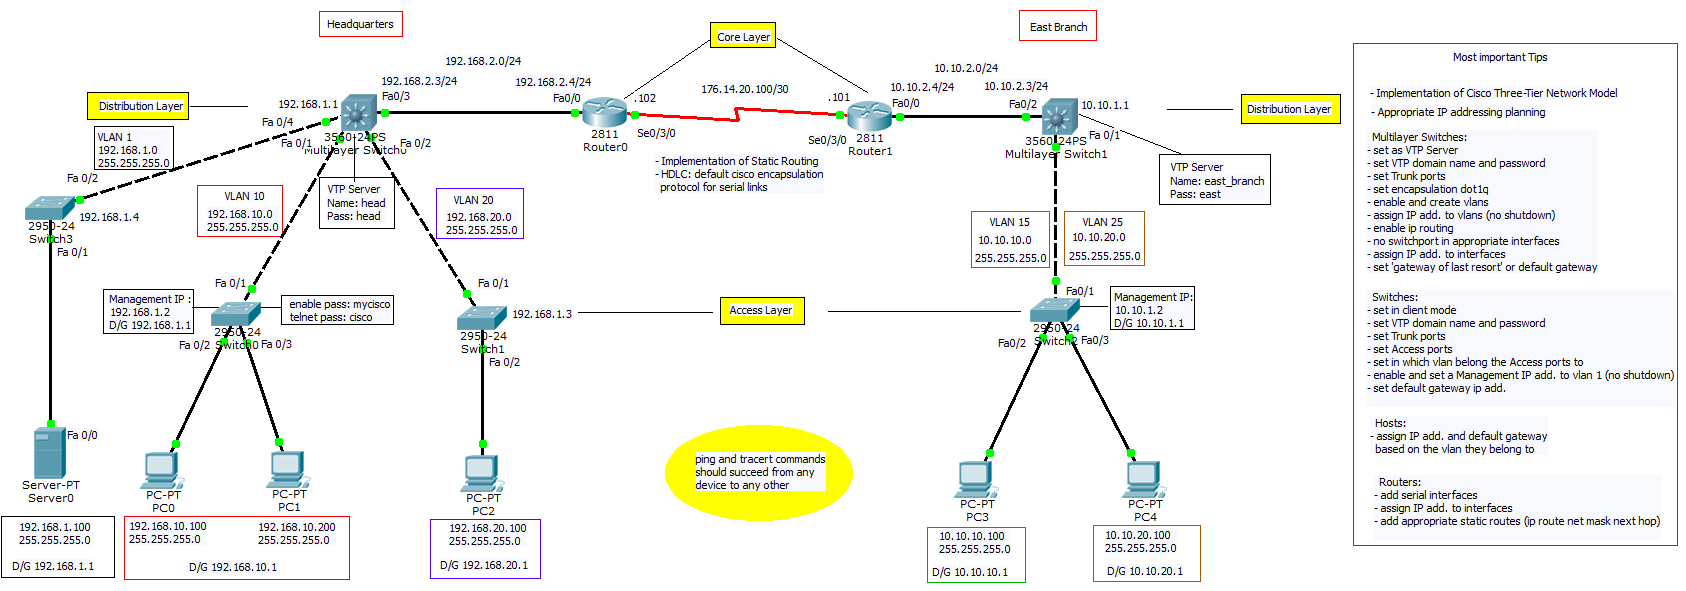 Headquarters
Core Layer
East Branch
Most important Tips
- Implementation of Cisco Three-Tier Network Model
- Appropriate IP addressing planning
Multilayer Switches:
- set as VTP Server
- set VTP domain name and password
- set Trunk ports
- set encapsulation dot1q
- enable and create vlans
- assign IP add. to vlans (no shutdown)
- enable ip routing
- no switchport in appropriate interfaces
- assign IP add. to interfaces
- set 'gateway of last resort' or default gateway
Switches:
- set in client mode
- set VTP domain name and password
- set Trunk ports
- set Access ports
- set in which vlan belong the Access ports to
- enable and set a Management IP add. to vlan 1 (no shutdown)
- set default gateway ip add.
Hosts:
- assign IP add. and default gateway
based on the vlan they belong to
Routers:
- add serial interfaces
- assign IP add. to interfaces
- add appropriate static routes (ip route net mask next hop)
192.168.2.0/24
192.168.2.3/24
192.168.2.4/24
Fa0/3
Fa0/0
.102
176.14.20.100/30
.101
Se0/3/0
Se0/3/0
10.10.2.0/24
10.10.2.4/24
10.10.2.3/24
Fa0/0
Fa0/2
10.10.1.1
Fa 0/1
Distribution Layer
Distribution Layer
192.168.1.1
Fa 0/4
Fa 0/1
Fa 0/2
3560-24PS
Multilayer Switch0
2811
Router0
2811
Router1
3560-24PS
Multilayer Switch1
VLAN 1
192.168.1.0
255.255.255.0
- Implementation of Static Routing
- HDLC: default cisco encapsulation
protocol for serial links
VTP Server
Name: head
Pass: head
VTP Server
Name: east_branch
Pass: east
Fa 0/2
192.168.1.4
2950-24
Switch3
Fa 0/1
VLAN 10
192.168.10.0
255.255.255.0
VLAN 20
192.168.20.0
255.255.255.0
VLAN 15
10.10.10.0
255.255.255.0
VLAN 25
10.10.20.0
255.255.255.0
Fa 0/1
Management IP :
192.168.1.2
D/G 192.168.1.1
enable pass: mycisco
telnet pass: cisco
2950-24
Switch0
Fa 0/2
Fa 0/3
Fa 0/1
192.168.1.3
2950-24
Switch1
Fa 0/2
Access Layer
Fa0/1
Management IP:
10.10.1.2
D/G 10.10.1.1
2950-24
Switch2
Fa0/2
Fa0/3
Fa 0/0
Server-PT
Server0
PC-PT
PC0
PC-PT
PC1
PC-PT
PC2
PC-PT
PC3
PC-PT
PC4
ping and tracert commands
should succeed from any
device to any other
192.168.1.100
255.255.255.0
D/G 192.168.1.1
192.168.10.100
255.255.255.0
192.168.10.200
255.255.255.0
D/G 192.168.10.1
192.168.20.100
255.255.255.0
D/G 192.168.20.1
10.10.10.100
255.255.255.0
D/G 10.10.10.1
10.10.20.100
255.255.255.0
D/G 10.10.20.1